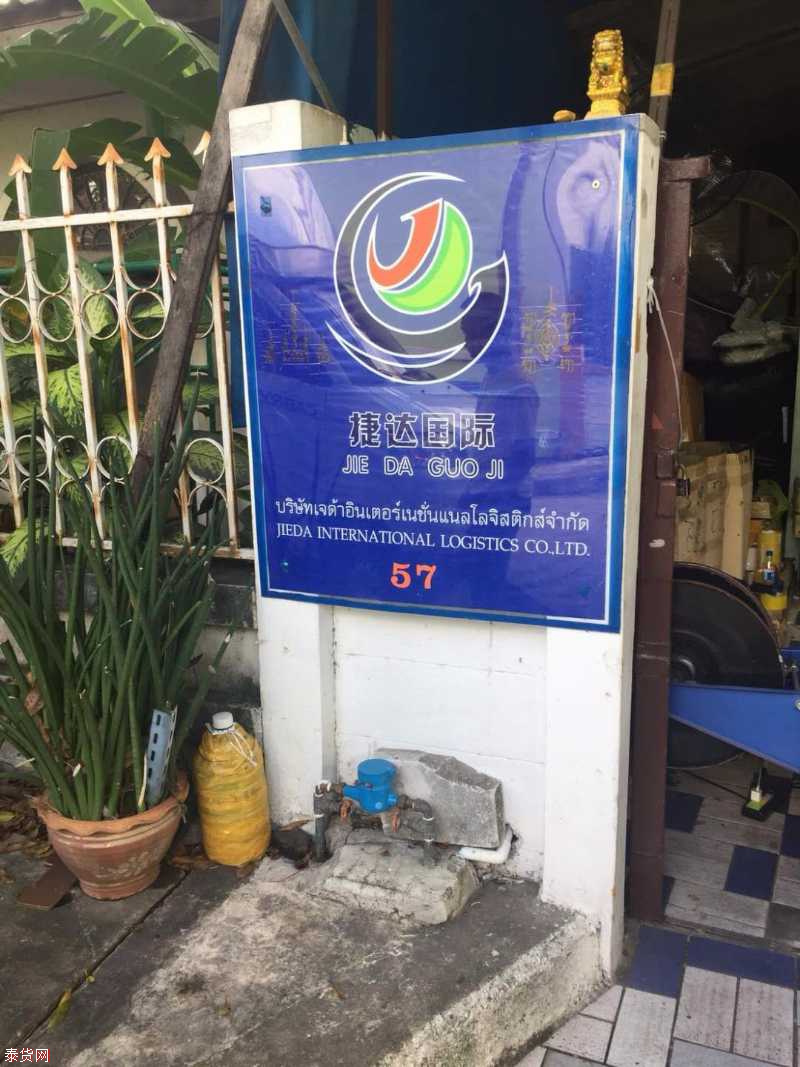 捷达国际
JIE DA GUO JI
บริษัทเจด้าอินเตอร์เนชั่นแนลโลจิสติกส์จำกัด
JIEDA INTERNATIONAL LOGISTICS CO.,LTD.
57
泰货网